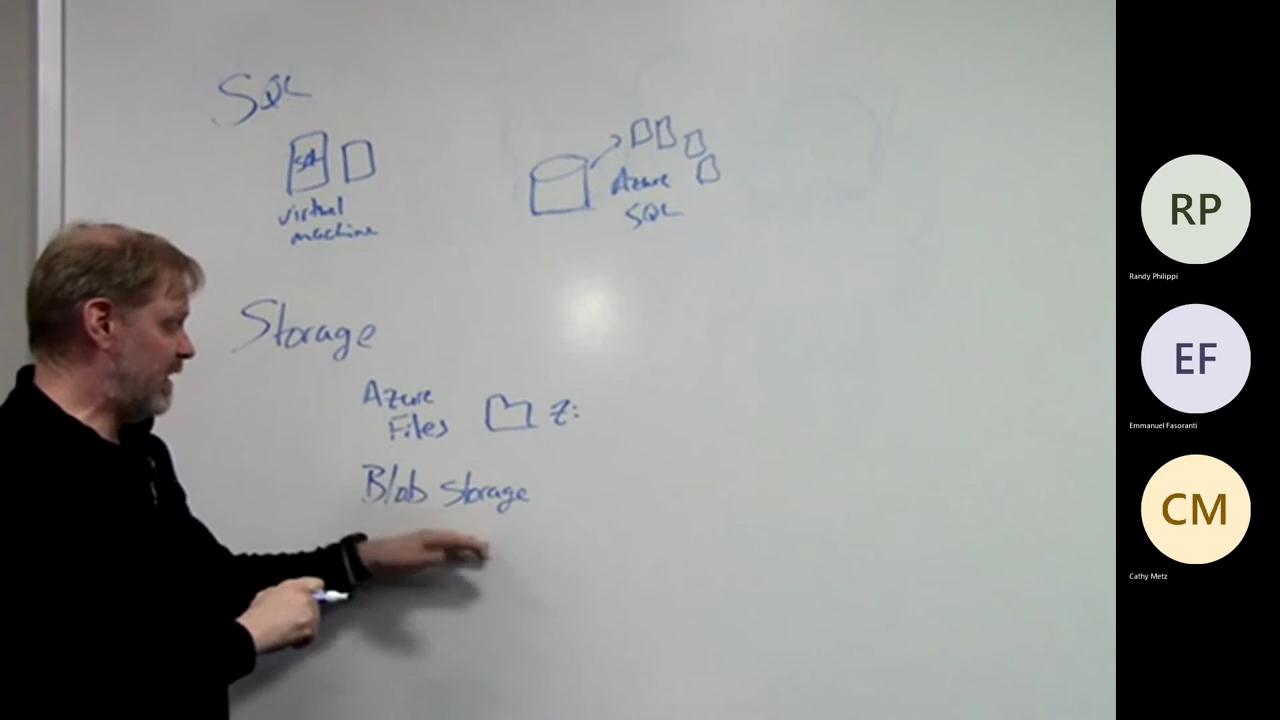 SQL
SQL
virtual
machine
Azure
SQL
Storage
Azure
Files
Z:
Blob Storage
RP
Randy Philippi
EF
Emmanuel Fasoranti
CM
Cathy Metz